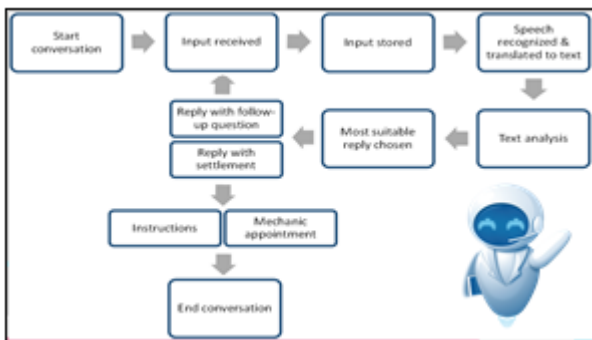 Start
conversation
Input received
Input stored
Speech
recognized &
translated to text
Reply with follow-
up question
Reply with
settlement
Most suitable
reply chosen
Text analysis
Instructions
Mechanic
appointment
End conversation